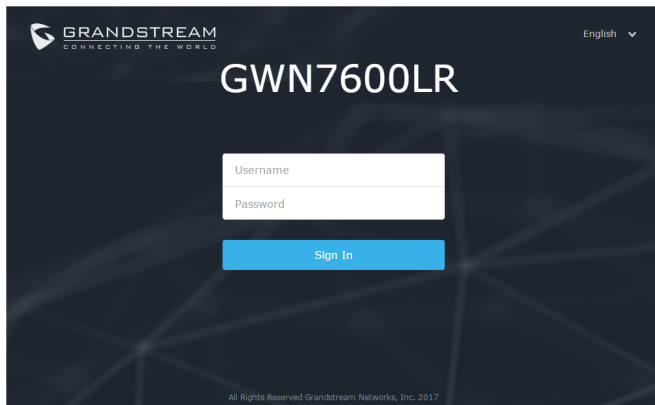 GRANDSTREAM
CONNECTING THE WORLD
English
GWN7600LR
Username
Password
Sign In
All Rights Reserved Grandstream Networks, Inc. 2017